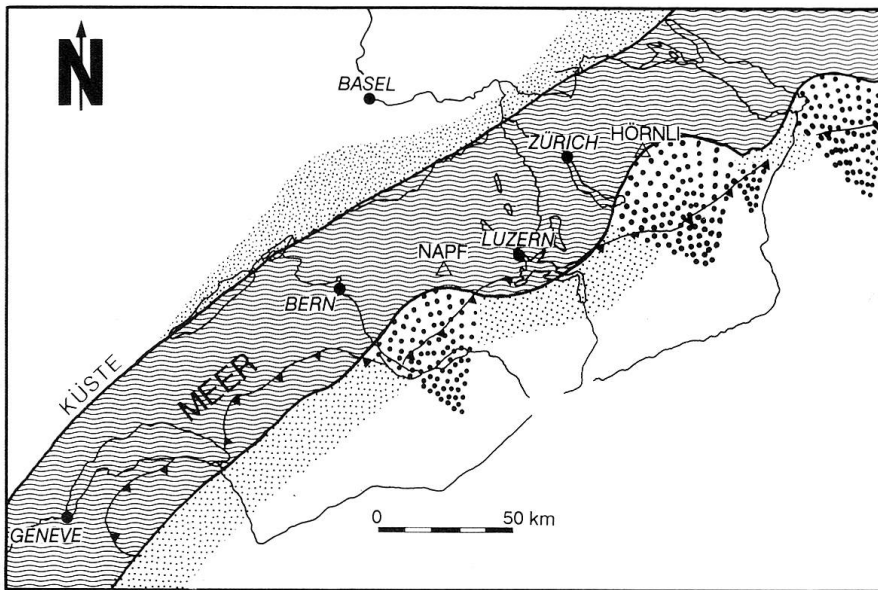 N
BASEL
ZÜRICH
HÖRNLI
LUZERN
NAPF
BERN
KÜSTE
MEER
GENEVE
0 50 km